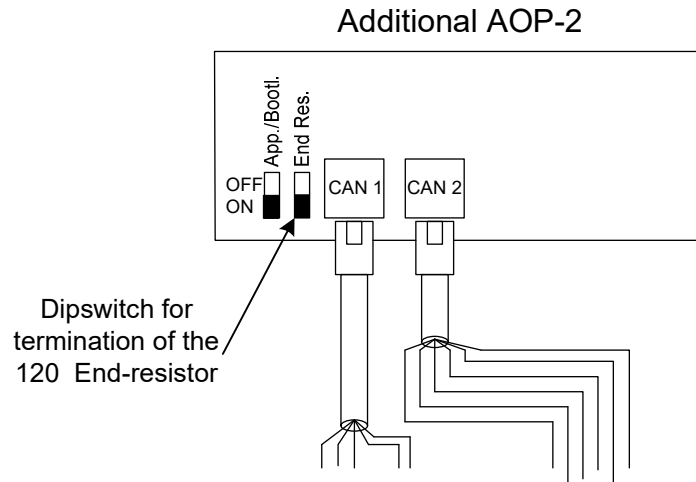 Additional AOP-2
App./Bootl.
End Res.
OFF
ON
CAN 1
CAN 2
Dipswitch for
termination of the
120 End-resistor